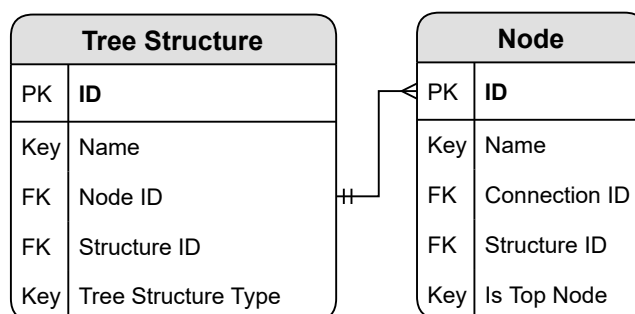 Tree Structure
PK ID
Key Name
FK Node ID
FK Structure ID
Key Tree Structure Type
Node
PK ID
Key Name
FK Connection ID
FK Structure ID
Key Is Top Node